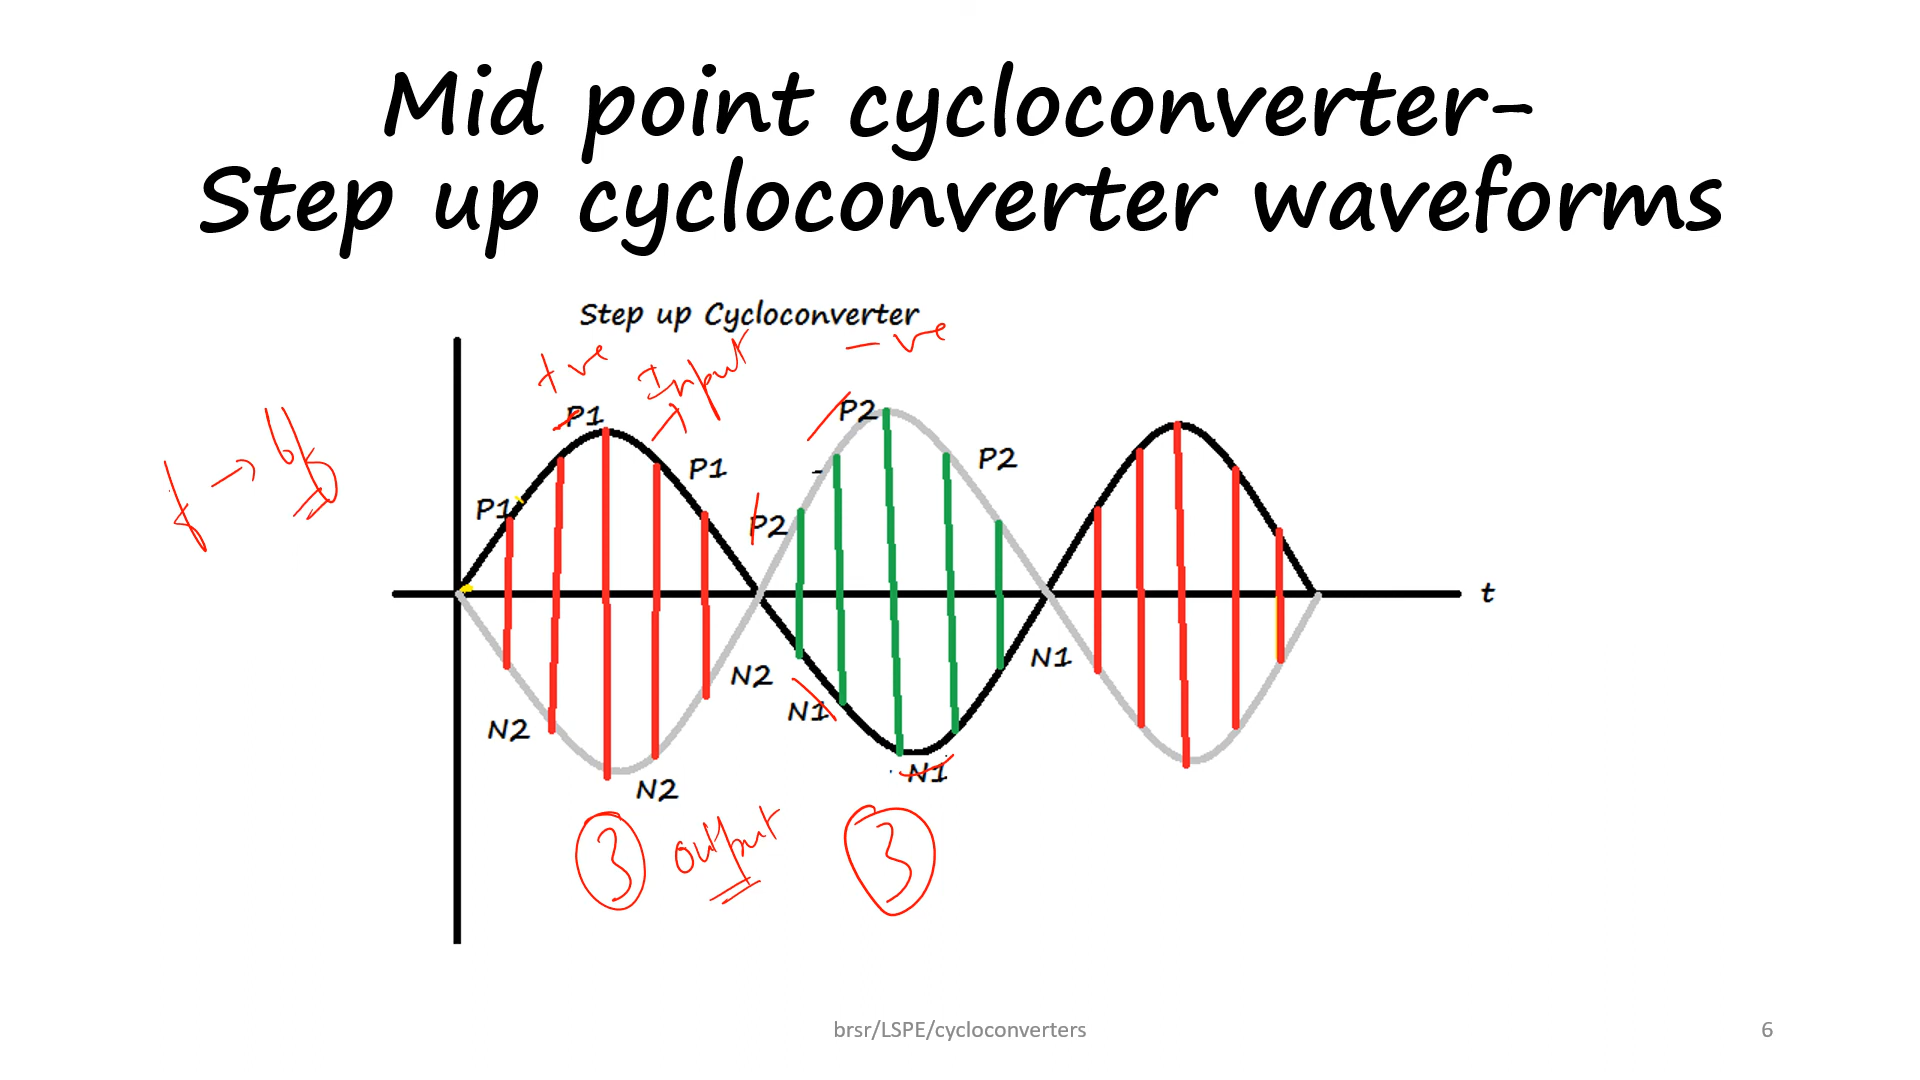 Mid point cycloconverter-
Step up cycloconverter waveforms
Step up Cycloconverter
+ve
Input
-ve
P1
P2
P1
P2
P1
P2
f → 6f
t
N1
N2
N1
N2
N1
N2
3
output
3
brsr/LSPE/cycloconverters
6